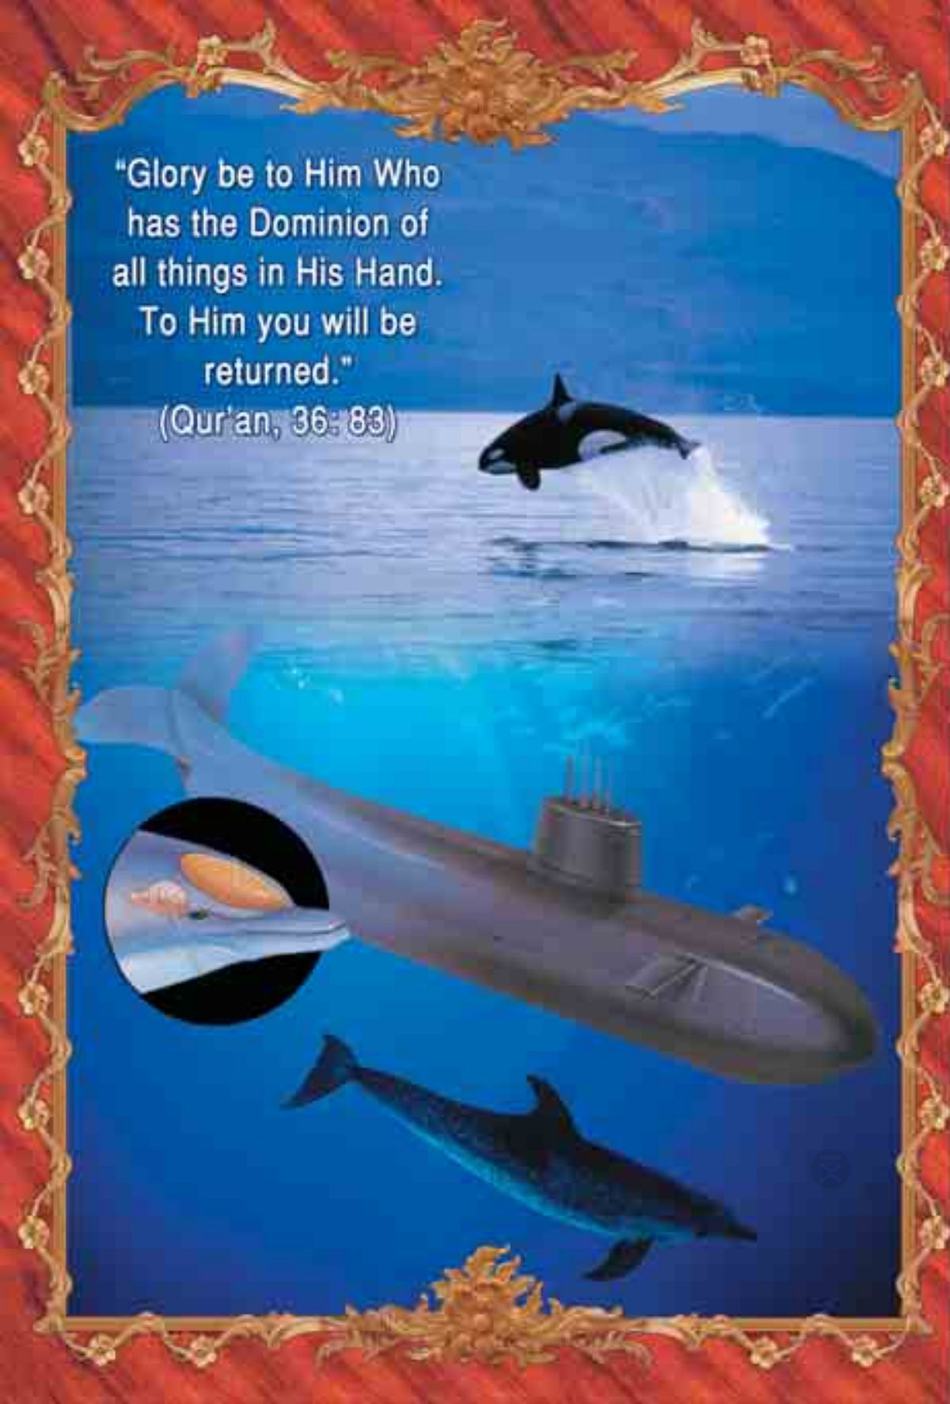 “Glory be to Him Who
has the Dominion of
all things in His Hand.
To Him you will be
returned.”
(Qur'an, 36: 83)